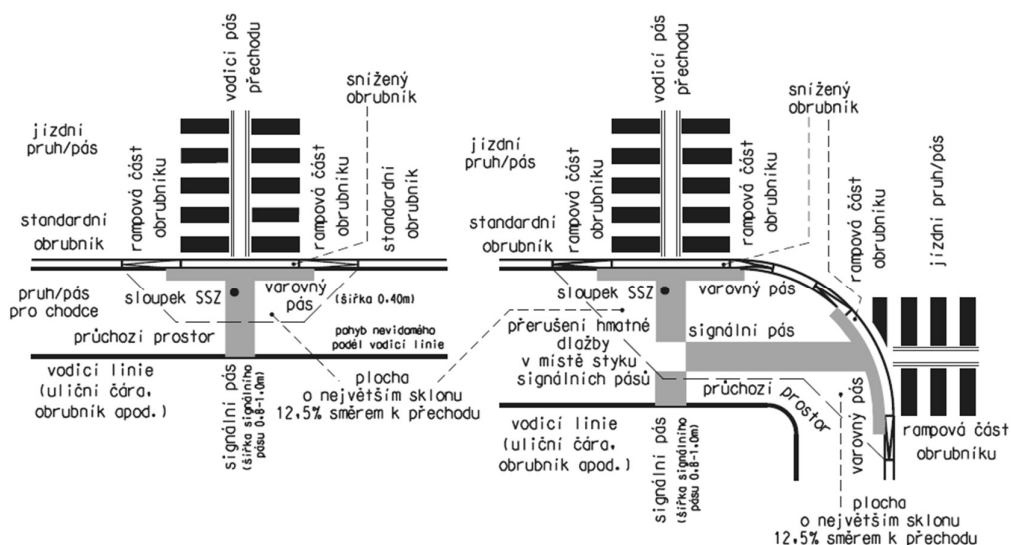 vodicí pás
přechodu
snížený
obrubník
jízdní
pruh/pás
rampová část
obrubníku
rampová část
obrubníku
standardní
obrubník
standardní
obrubník
pruh/pás
pro chodce
sloupek SSZ
varovný
pás
(šířka 0.40m)
průchozí prostor
pohyb nevidomého
podél vodicí linie
vodicí linie
(uliční čára,
obrubník apod.)
signální pás
(šířka signálního
pásu 0.8-1.0m)
plocha
o největším sklonu
12,5% směrem k přechodu
vodicí pás
přechodu
snížený
obrubník
jízdní
pruh/pás
rampová část
obrubníku
rampová část
obrubníku
rampová část
obrubníku
jízdní pruh/pás
standardní
obrubník
sloupek SSZ
varovný pás
přerušení hmatné
dlažby
v místě styku
signálních pásů
signální pás
průchozí
prostor
varovný pás
rampová část
obrubníku
vodicí linie
(uliční čára,
obrubník apod.)
signální pás
(šířka signálního
pásu 0.8-1.0m)
plocha
o největším sklonu
12,5% směrem k přechodu